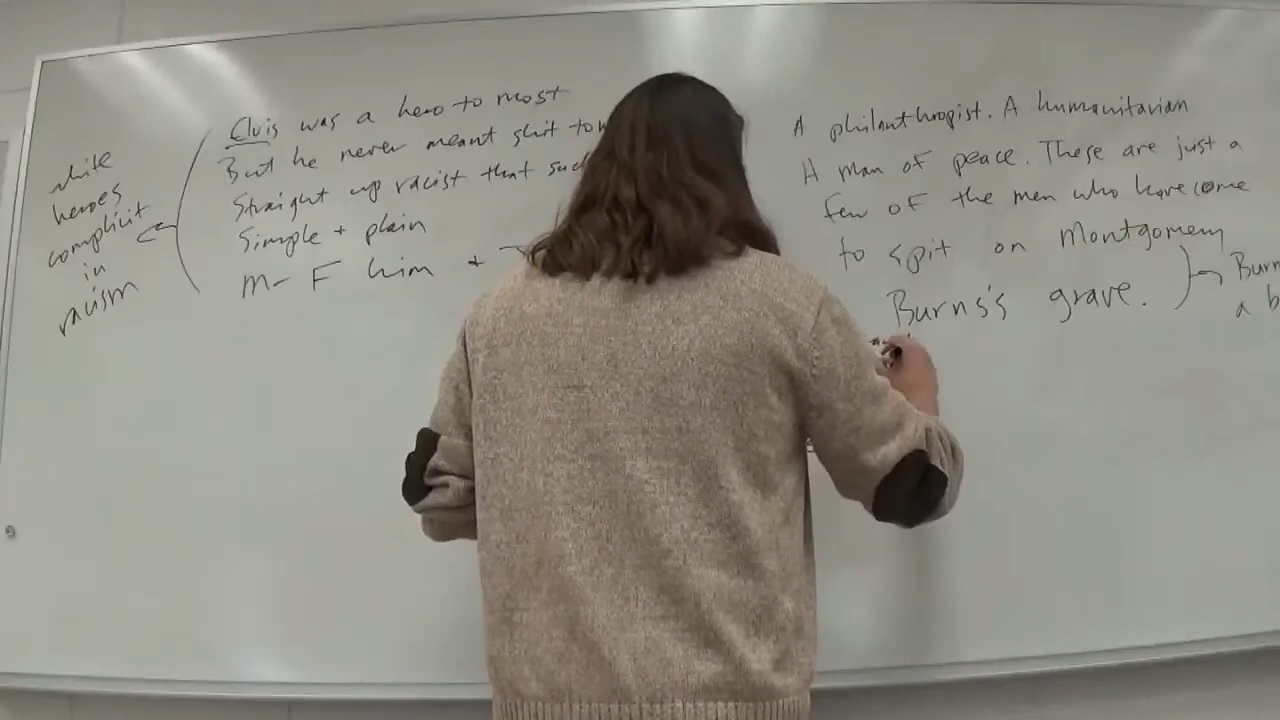 white
heroes
complicit
in
racism
Elvis was a hero to most
But he never meant shit to
Straight up racist that
Simple + plain
M- F him +
A philanthropist. A humanitarian
A man of peace. These are just a
few of the men who have come
to spit on Montgomery
Burns's grave.
Burn
a b